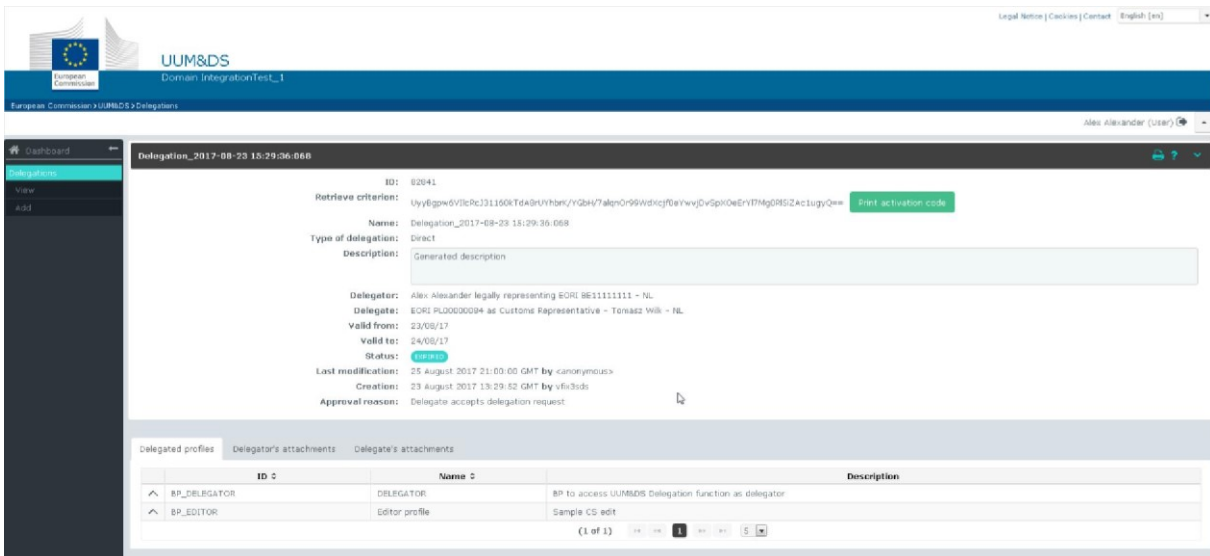 Legal Notice | Cookies | Contact English [en]
European
Commission
UUM&DS
Domain IntegrationTest_1
European Commission > UUM&DS > Delegations
Alex Alexander (User)
Dashboard
Delegations
View
Add
Delegation_2017-08-23 15:29:36:068
ID: 82841
Retrieve criterion: Print activation code
Name: Delegation_2017-08-23 15:29:36:068
Type of delegation: Direct
Description: Generated description
Delegator: Alex Alexander legally representing EORI BE11111111 - NL
Delegate: EORI PL00000094 as Customs Representative - Tomasz Wilk - NL
Valid from: 23/08/17
Valid to: 24/08/17
Status: EXPIRED
Last modification: 25 August 2017 21:00:00 GMT by <anonymous>
Creation: 23 August 2017 13:29:52 GMT by vfix3sds
Approval reason: Delegate accepts delegation request
Delegated profiles Delegator's attachments Delegate's attachments
ID Name Description
BP_DELEGATOR DELEGATOR BP to access UUM&DS Delegation function as delegator
BP_EDITOR Editor profile Sample CS edit
(1 of 1) 1 5